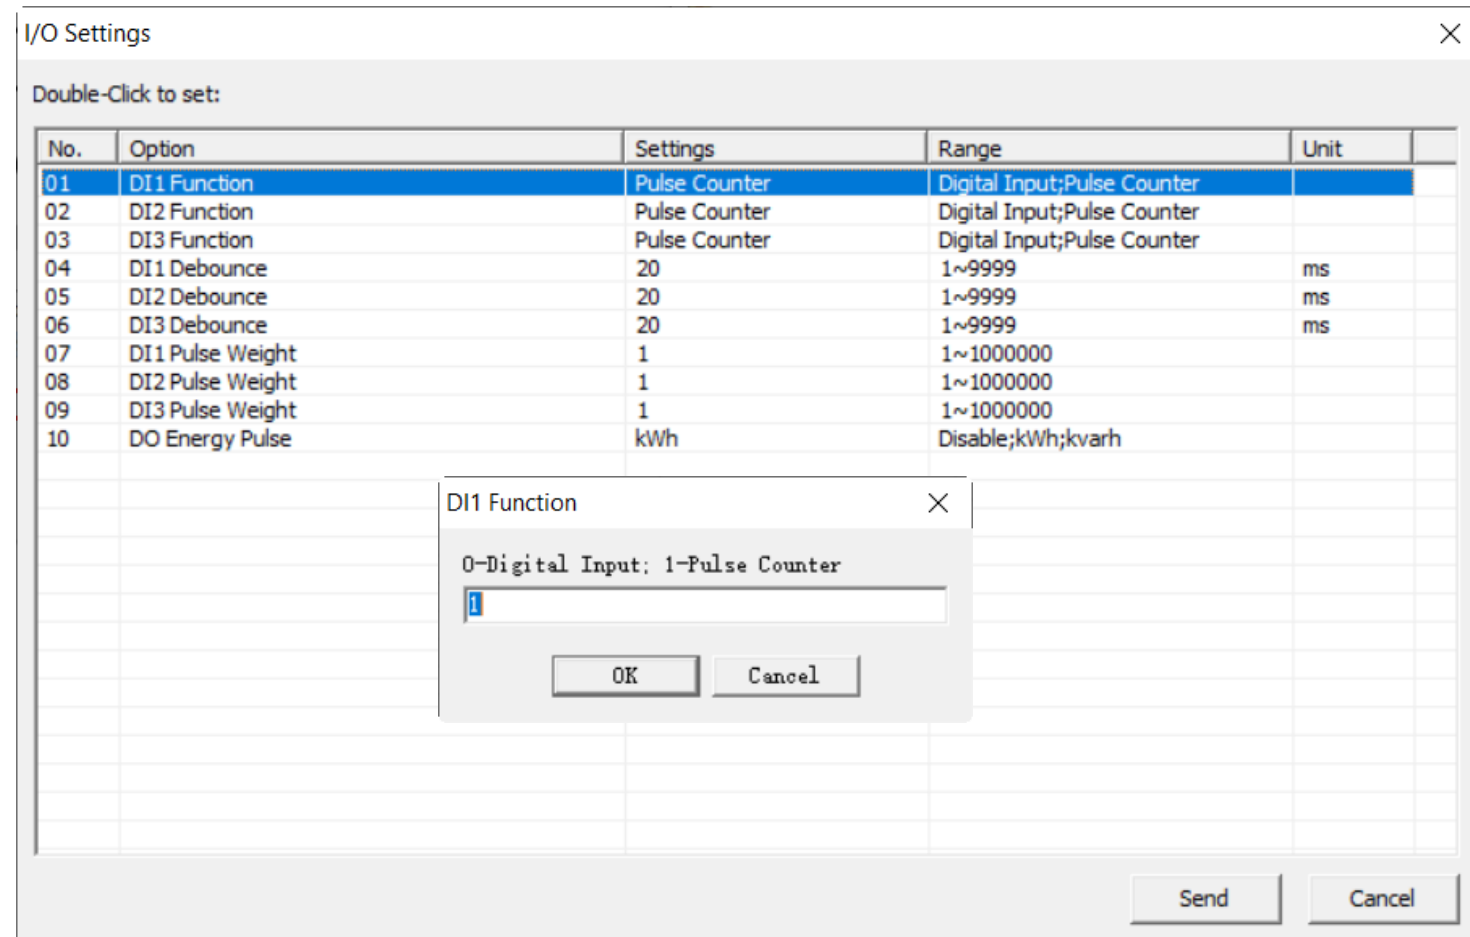 I/O Settings
Double-Click to set:
No. Option Settings Range Unit
01 DI1 Function Pulse Counter Digital Input;Pulse Counter
02 DI2 Function Pulse Counter Digital Input;Pulse Counter
03 DI3 Function Pulse Counter Digital Input;Pulse Counter
04 DI1 Debounce 20 1~9999 ms
05 DI2 Debounce 20 1~9999 ms
06 DI3 Debounce 20 1~9999 ms
07 DI1 Pulse Weight 1 1~1000000
08 DI2 Pulse Weight 1 1~1000000
09 DI3 Pulse Weight 1 1~1000000
10 DO Energy Pulse kWh Disable;kWh;kvarh
DI1 Function
0-Digital Input; 1-Pulse Counter
1
OK Cancel
Send Cancel